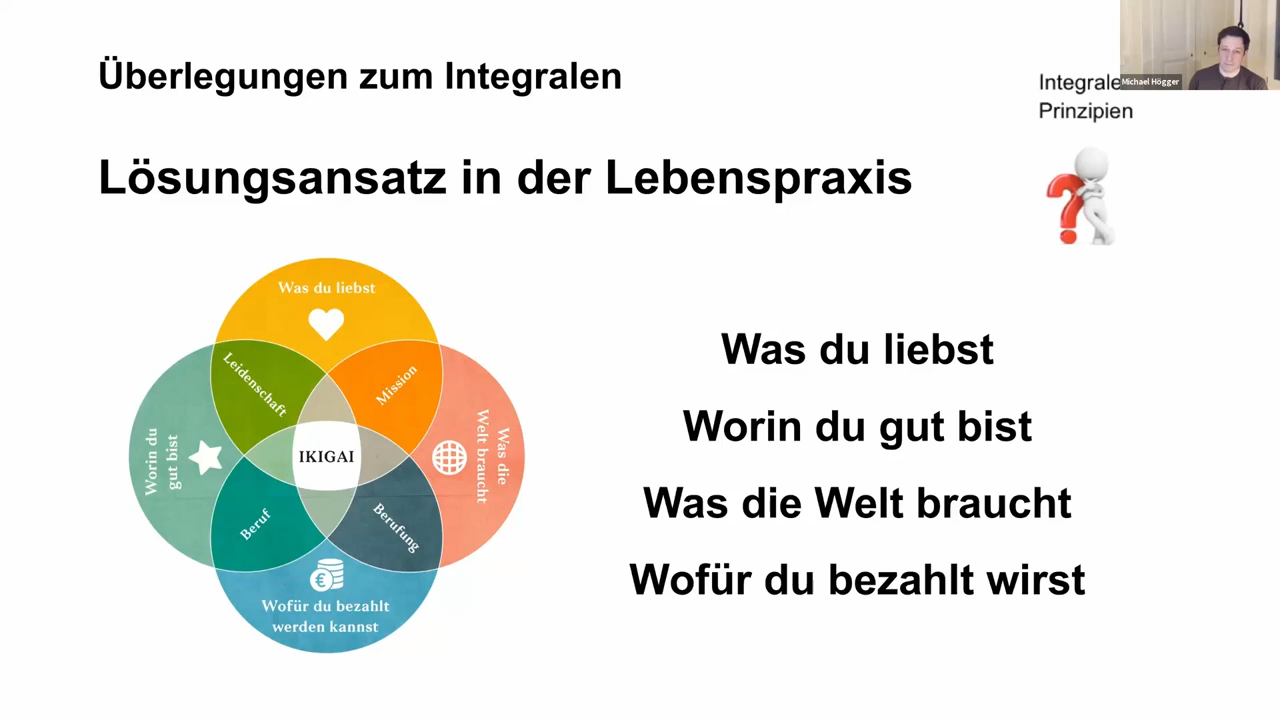 Überlegungen zum Integralen
Integrale
Prinzipien
Michael Högger
Lösungsansatz in der Lebenspraxis
Was du liebst
Leidenschaft
Mission
Worin du
gut bist
IKIGAI
Was die
Welt braucht
Beruf
Berufung
€
Wofür du bezahlt
werden kannst
Was du liebst
Worin du gut bist
Was die Welt braucht
Wofür du bezahlt wirst